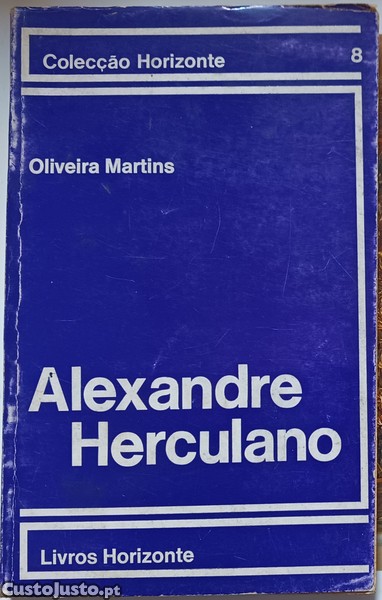 Colecção Horizonte 8
Oliveira Martins
Alexandre
Herculano
Livros Horizonte
CustoJusto.pt